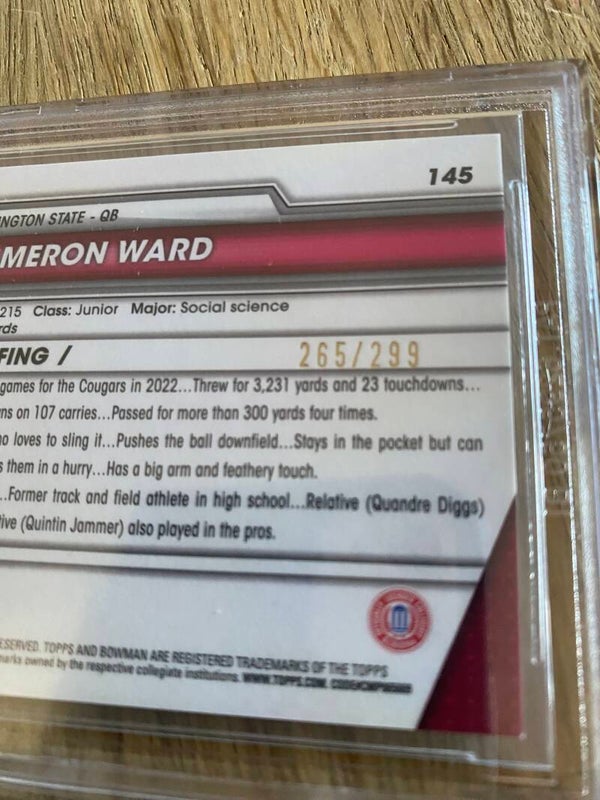 145
INGTON STATE - QB
MERON WARD
215 Class: Junior Major: Social science
rds
FING / 265/299
games for the Cougars in 2022...Threw for 3,231 yards and 23 touchdowns...
ns on 107 carries...Passed for more than 300 yards four times.
o loves to sling it...Pushes the ball downfield...Stays in the pocket but can
s them in a hurry...Has a big arm and feathery touch.
...Former track and field athlete in high school...Relative (Quandre Diggs)
ive (Quintin Jammer) also played in the pros.
ESERVED. TOPPS AND BOWMAN ARE REGISTERED TRADEMARKS OF THE TOPPS
marks owned by the respective collegiate institutions. WWW.TOPPS.COM.